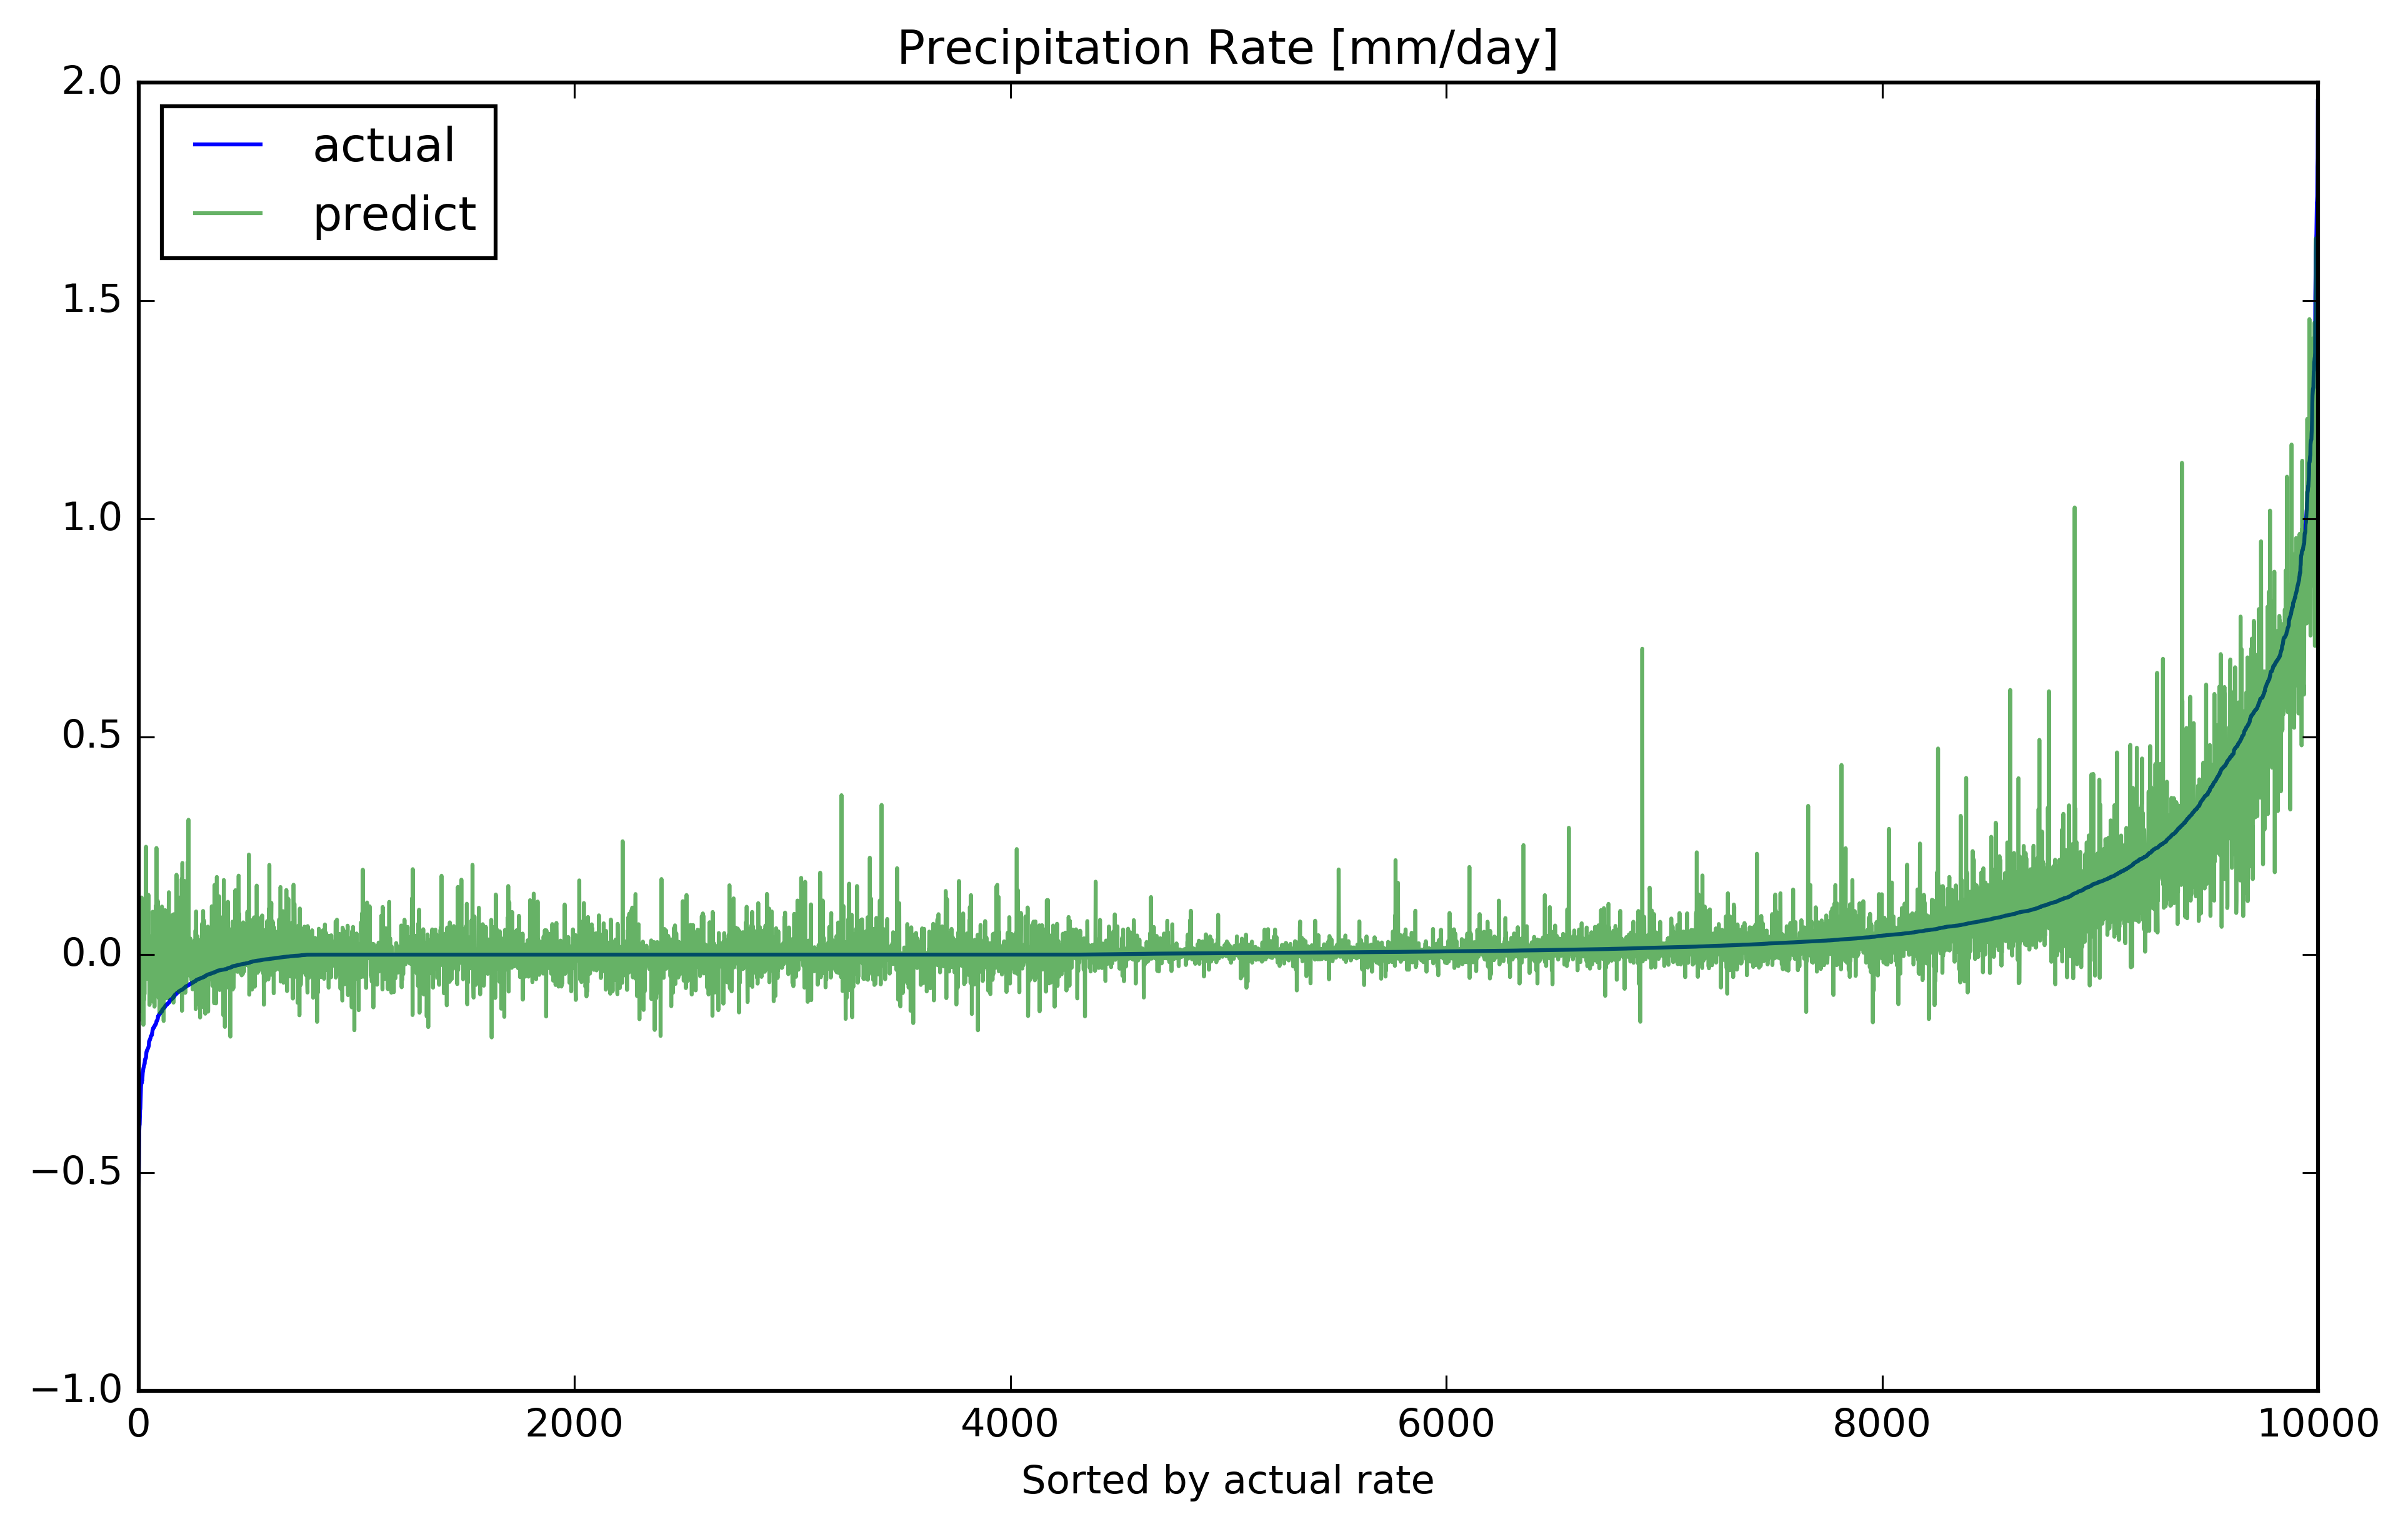 Precipitation Rate [mm/day]
2.0
actual
predict
1.5
1.0
0.5
0.0
−0.5
−1.0
0 2000 4000 6000 8000 10000
Sorted by actual rate